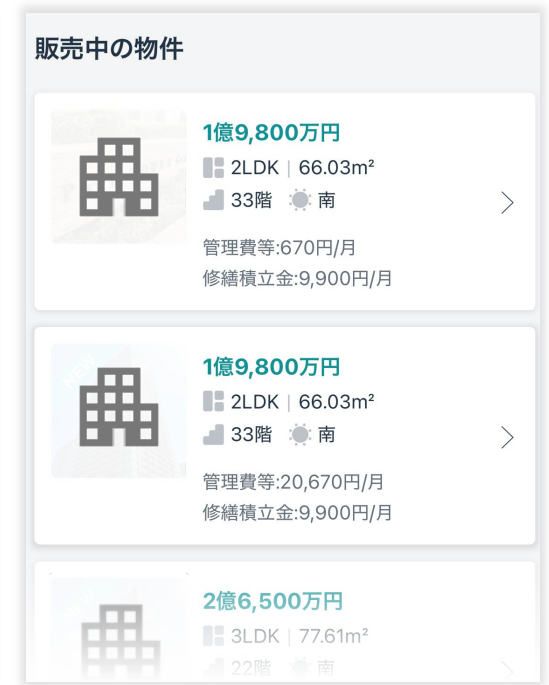 販売中の物件
1億9,800万円
2LDK | 66.03m²
33階 南
管理費等:670円/月
修繕積立金:9,900円/月
NEW
1億9,800万円
2LDK | 66.03m²
33階 南
管理費等:20,670円/月
修繕積立金:9,900円/月
2億6,500万円
3LDK | 77.61m²
22階 南